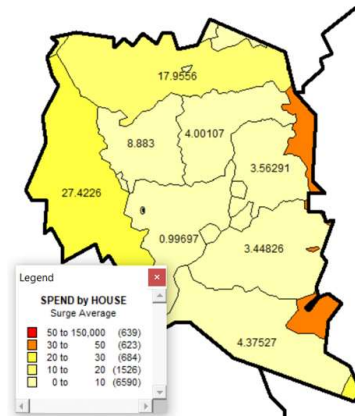 17.9556
4.00107
8.883
3.56291
27.4226
0.99697
3.44826
4.37527
Legend
SPEND by HOUSE
Surge Average
50 to 150,000 (639)
30 to 50 (623)
20 to 30 (684)
10 to 20 (1526)
0 to 10 (6590)